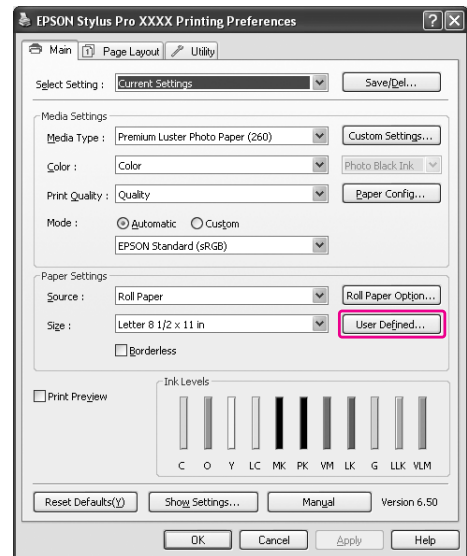 EPSON Stylus Pro XXXX Printing Preferences
Main Page Layout Utility
Select Setting : Current Settings Save/Del...
Media Settings
Media Type : Premium Luster Photo Paper (260) Custom Settings...
Color : Color Photo Black Ink
Print Quality : Quality Paper Config...
Mode : Automatic Custom
EPSON Standard (sRGB)
Paper Settings
Source : Roll Paper Roll Paper Option...
Size : Letter 8 1/2 x 11 in User Defined...
Borderless
Print Preview
Ink Levels
C O Y LC MK PK VM LK G LLK VLM
Reset Defaults(Y) Show Settings... Manual Version 6.50
OK Cancel Apply Help